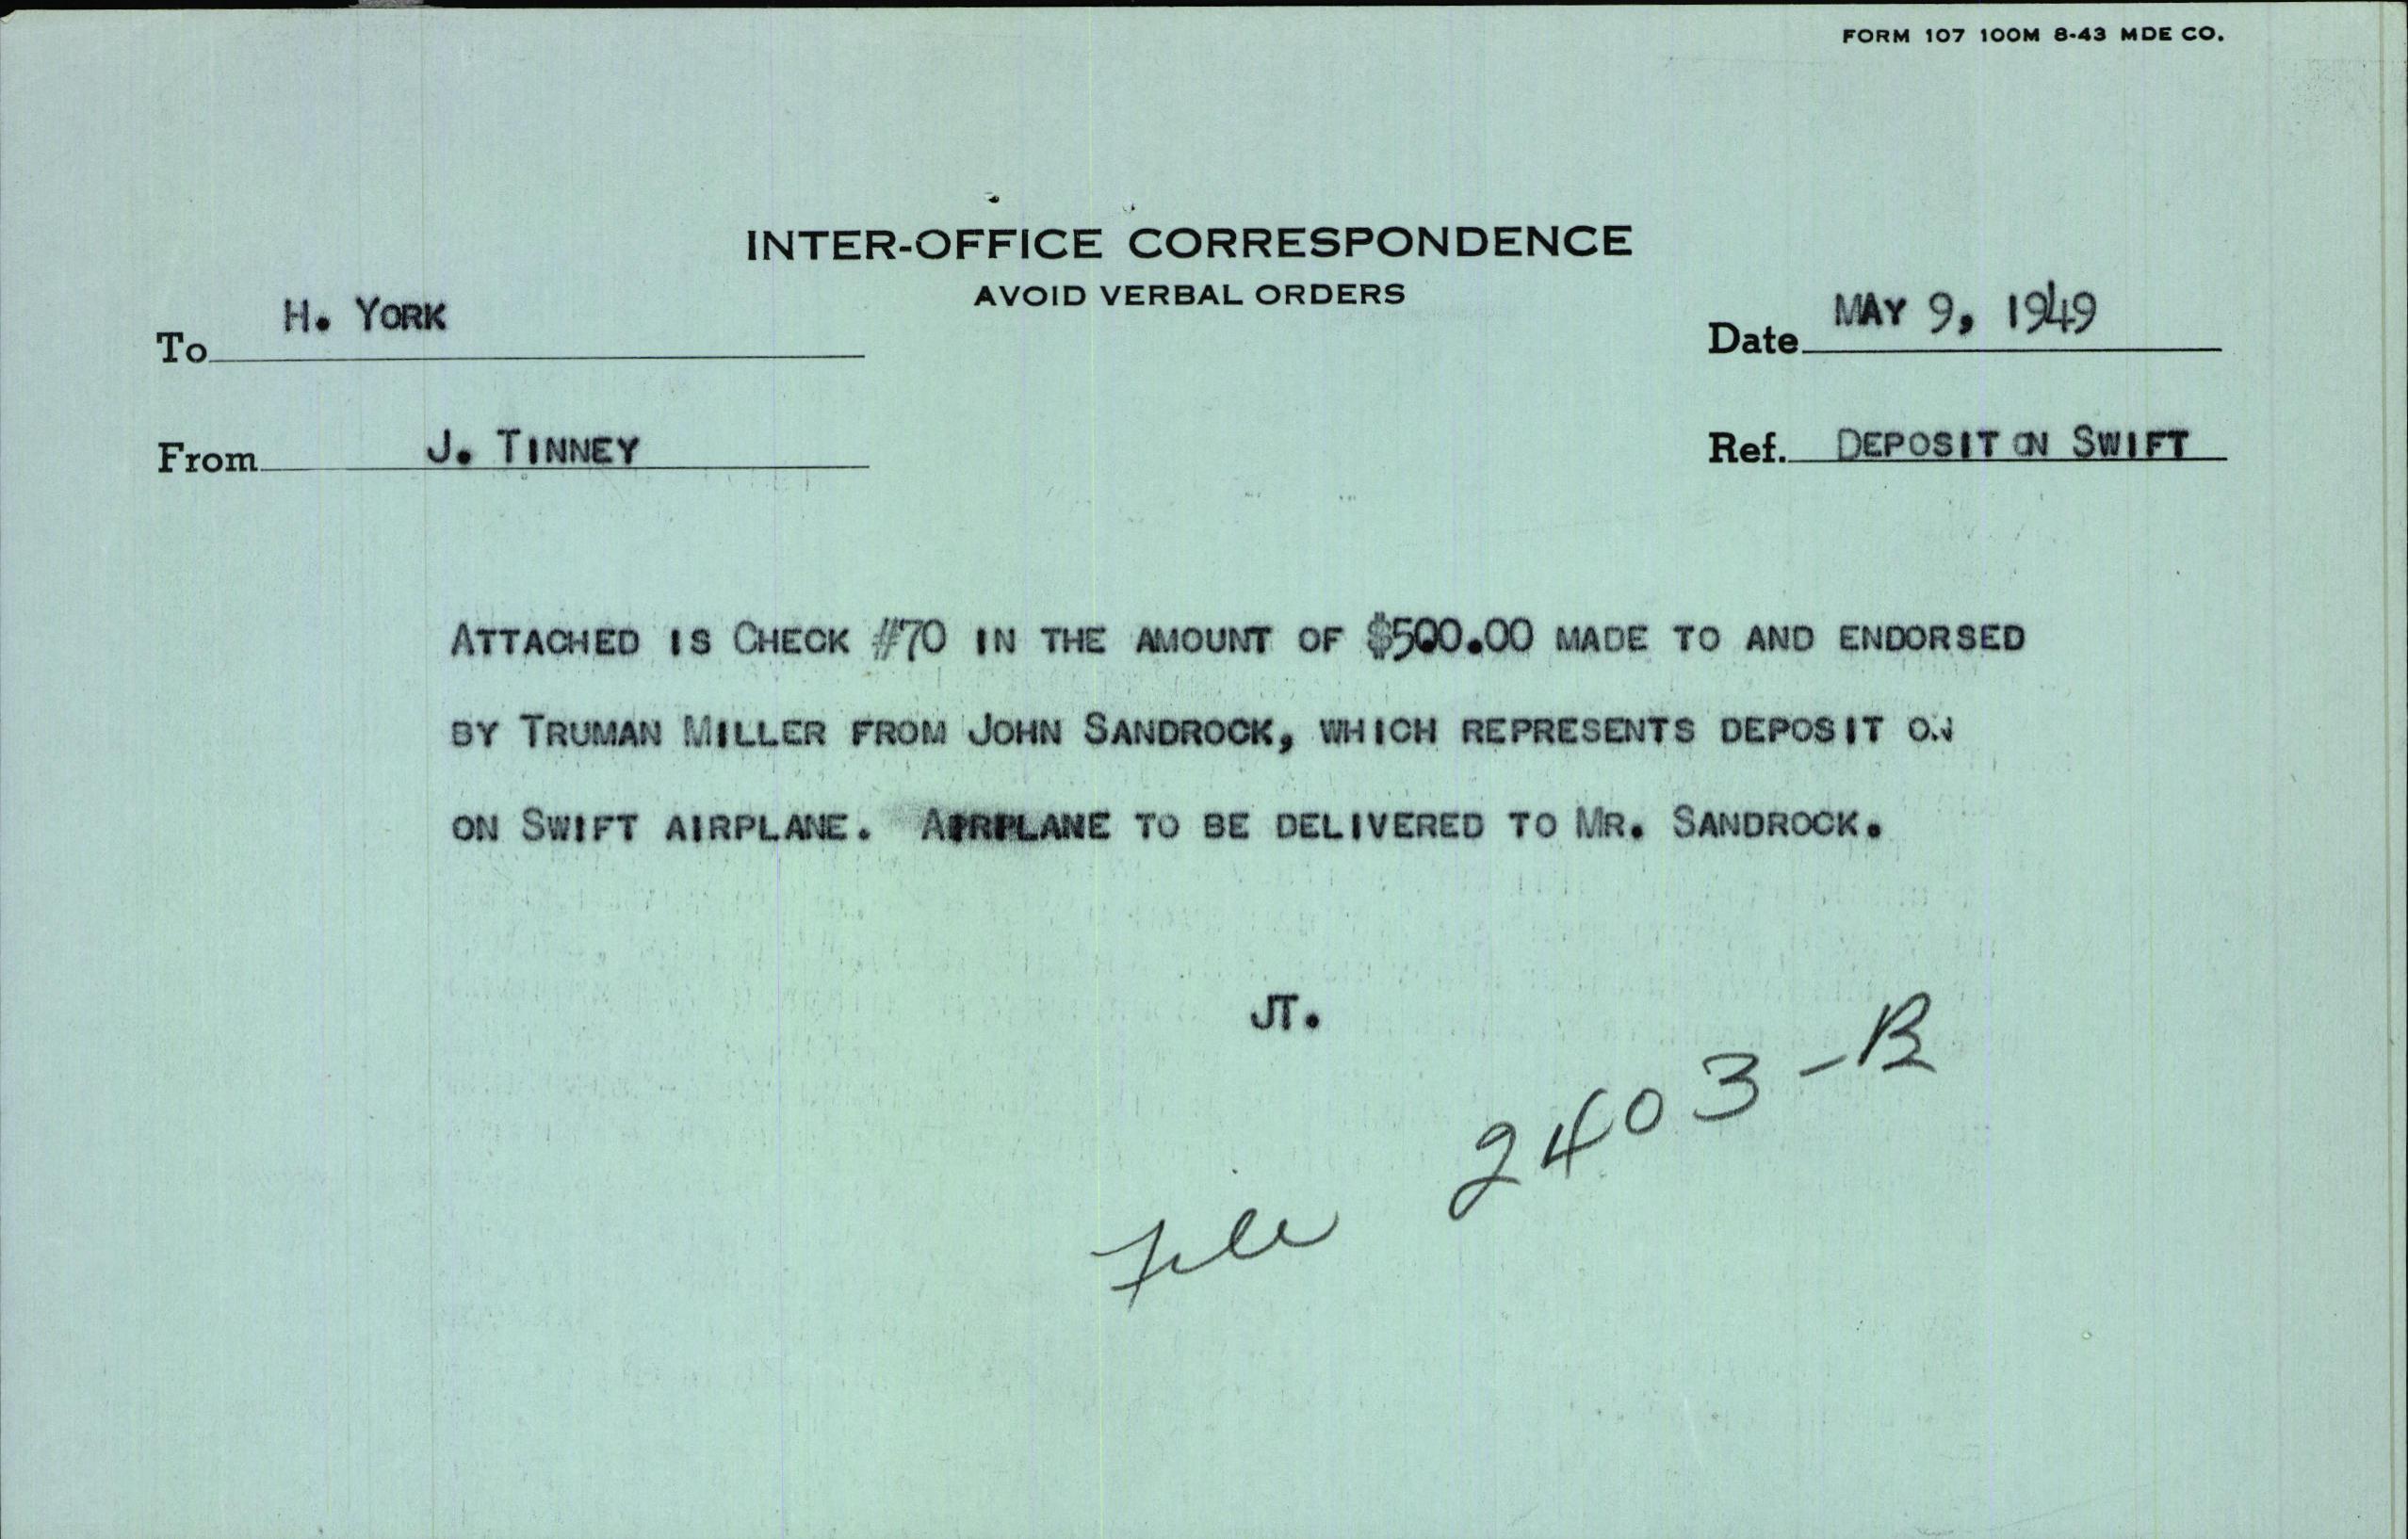 FORM 107 100M 8-43 MDE CO.
INTER-OFFICE CORRESPONDENCE
AVOID VERBAL ORDERS
To H. YORK
Date MAY 9, 1949
From J. TINNEY
Ref. DEPOSIT ON SWIFT
ATTACHED IS CHECK #70 IN THE AMOUNT OF $500.00 MADE TO AND ENDORSED
BY TRUMAN MILLER FROM JOHN SANDROCK, WHICH REPRESENTS DEPOSIT ON
ON SWIFT AIRPLANE. AIRPLANE TO BE DELIVERED TO MR. SANDROCK.
JT.
File 2403-B